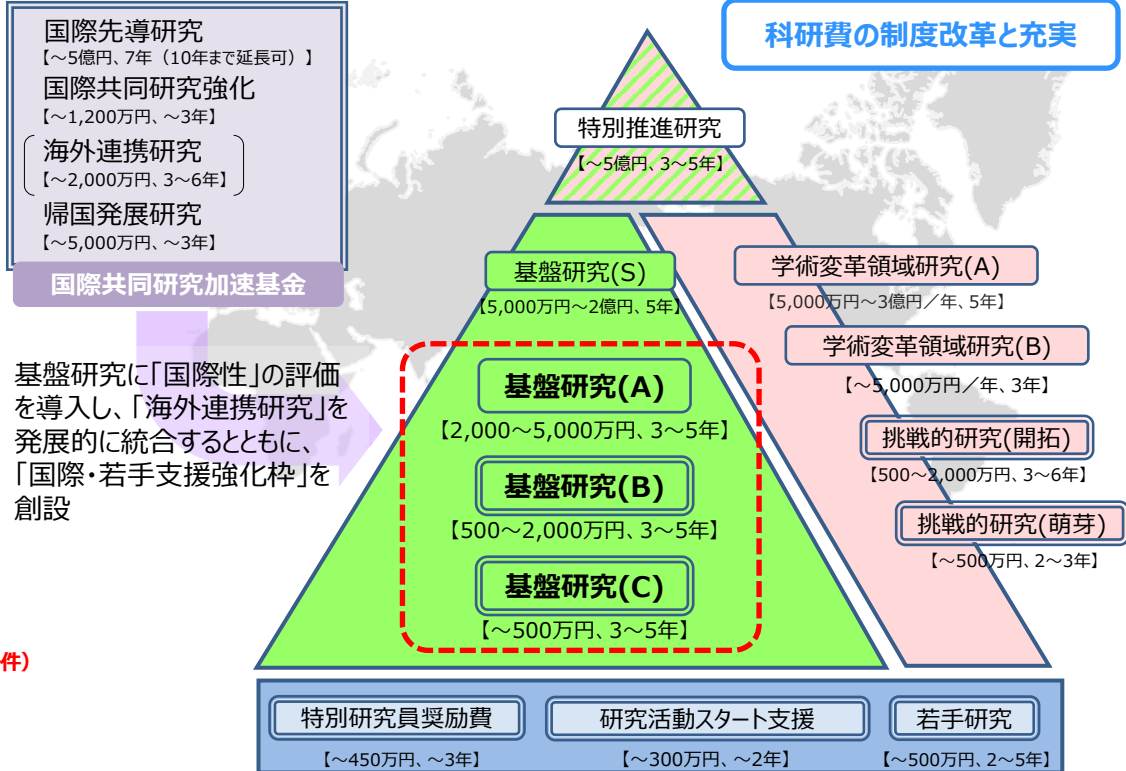 科研費の制度改革と充実
国際先導研究
【～5億円、7年（10年まで延長可）】
国際共同研究強化
【～1,200万円、～3年】
海外連携研究
【～2,000万円、3～6年】
帰国発展研究
【～5,000万円、～3年】
国際共同研究加速基金
基盤研究に「国際性」の評価
を導入し、「海外連携研究」を
発展的に統合するとともに、
「国際・若手支援強化枠」を
創設
件）
特別推進研究
【～5億円、3～5年】
基盤研究(S)
【5,000万円～2億円、5年】
基盤研究(A)
【2,000～5,000万円、3～5年】
基盤研究(B)
【500～2,000万円、3～5年】
基盤研究(C)
【～500万円、3～5年】
学術変革領域研究(A)
【5,000万円～3億円／年、5年】
学術変革領域研究(B)
【～5,000万円／年、3年】
挑戦的研究(開拓)
【500～2,000万円、3～6年】
挑戦的研究(萌芽)
【～500万円、2～3年】
特別研究員奨励費
【～450万円、～3年】
研究活動スタート支援
【～300万円、～2年】
若手研究
【～500万円、2～5年】